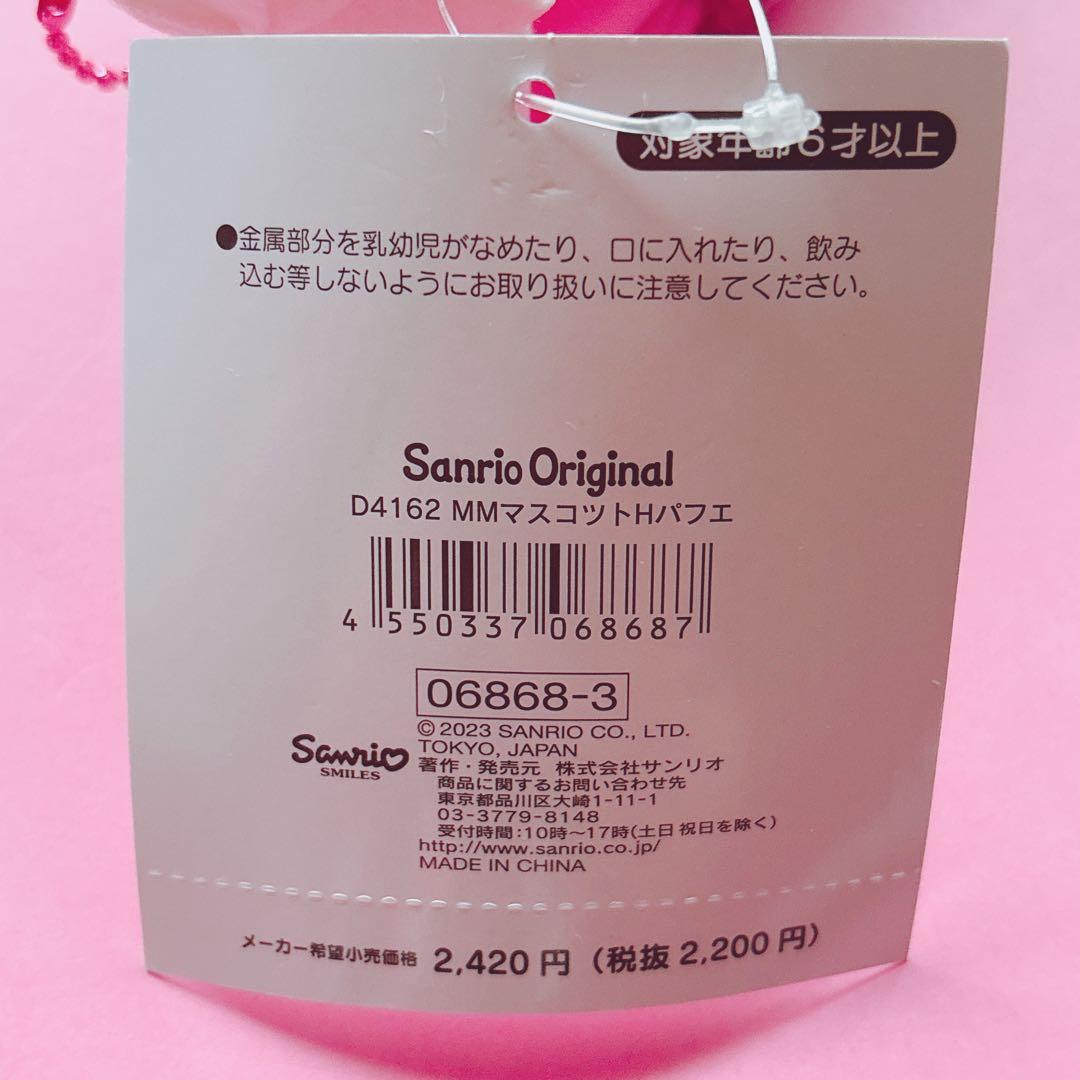 対象年齢6才以上
●金属部分を乳幼児がなめたり、口に入れたり、飲み
込む等しないようにお取り扱いに注意してください。
Sanrio Original
D4162 MMマスコツトHパフエ
4 550337 068687
06868-3
© 2023 SANRIO CO., LTD.
TOKYO, JAPAN
Sanrio
SMILES
著作・発売元 株式会社サンリオ
商品に関するお問い合わせ先
東京都品川区大崎1-11-1
03-3779-8148
受付時間:10時～17時(土日祝日を除く)
http://www.sanrio.co.jp/
MADE IN CHINA
メーカー希望小売価格 2,420円(税抜2,200円)